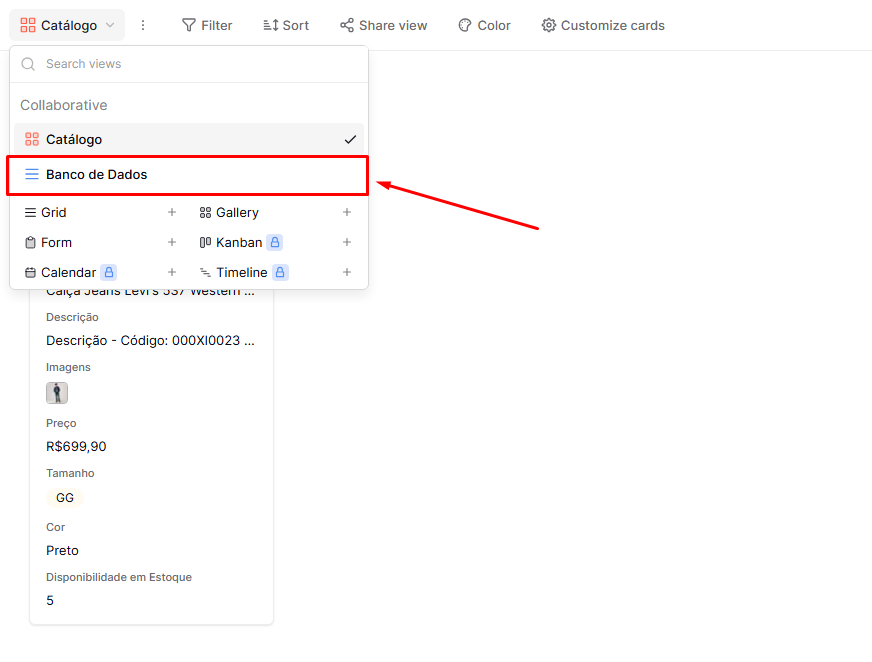 Catálogo
Filter
Sort
Share view
Color
Customize cards
Search views
Collaborative
Catálogo
Banco de Dados
Grid
Gallery
Form
Kanban
Calendar
Timeline
Calça Jeans Levi's 537 Western ...
Descrição
Descrição - Código: 000XI0023 ...
Imagens
Preço
R$699,90
Tamanho
GG
Cor
Preto
Disponibilidade em Estoque
5